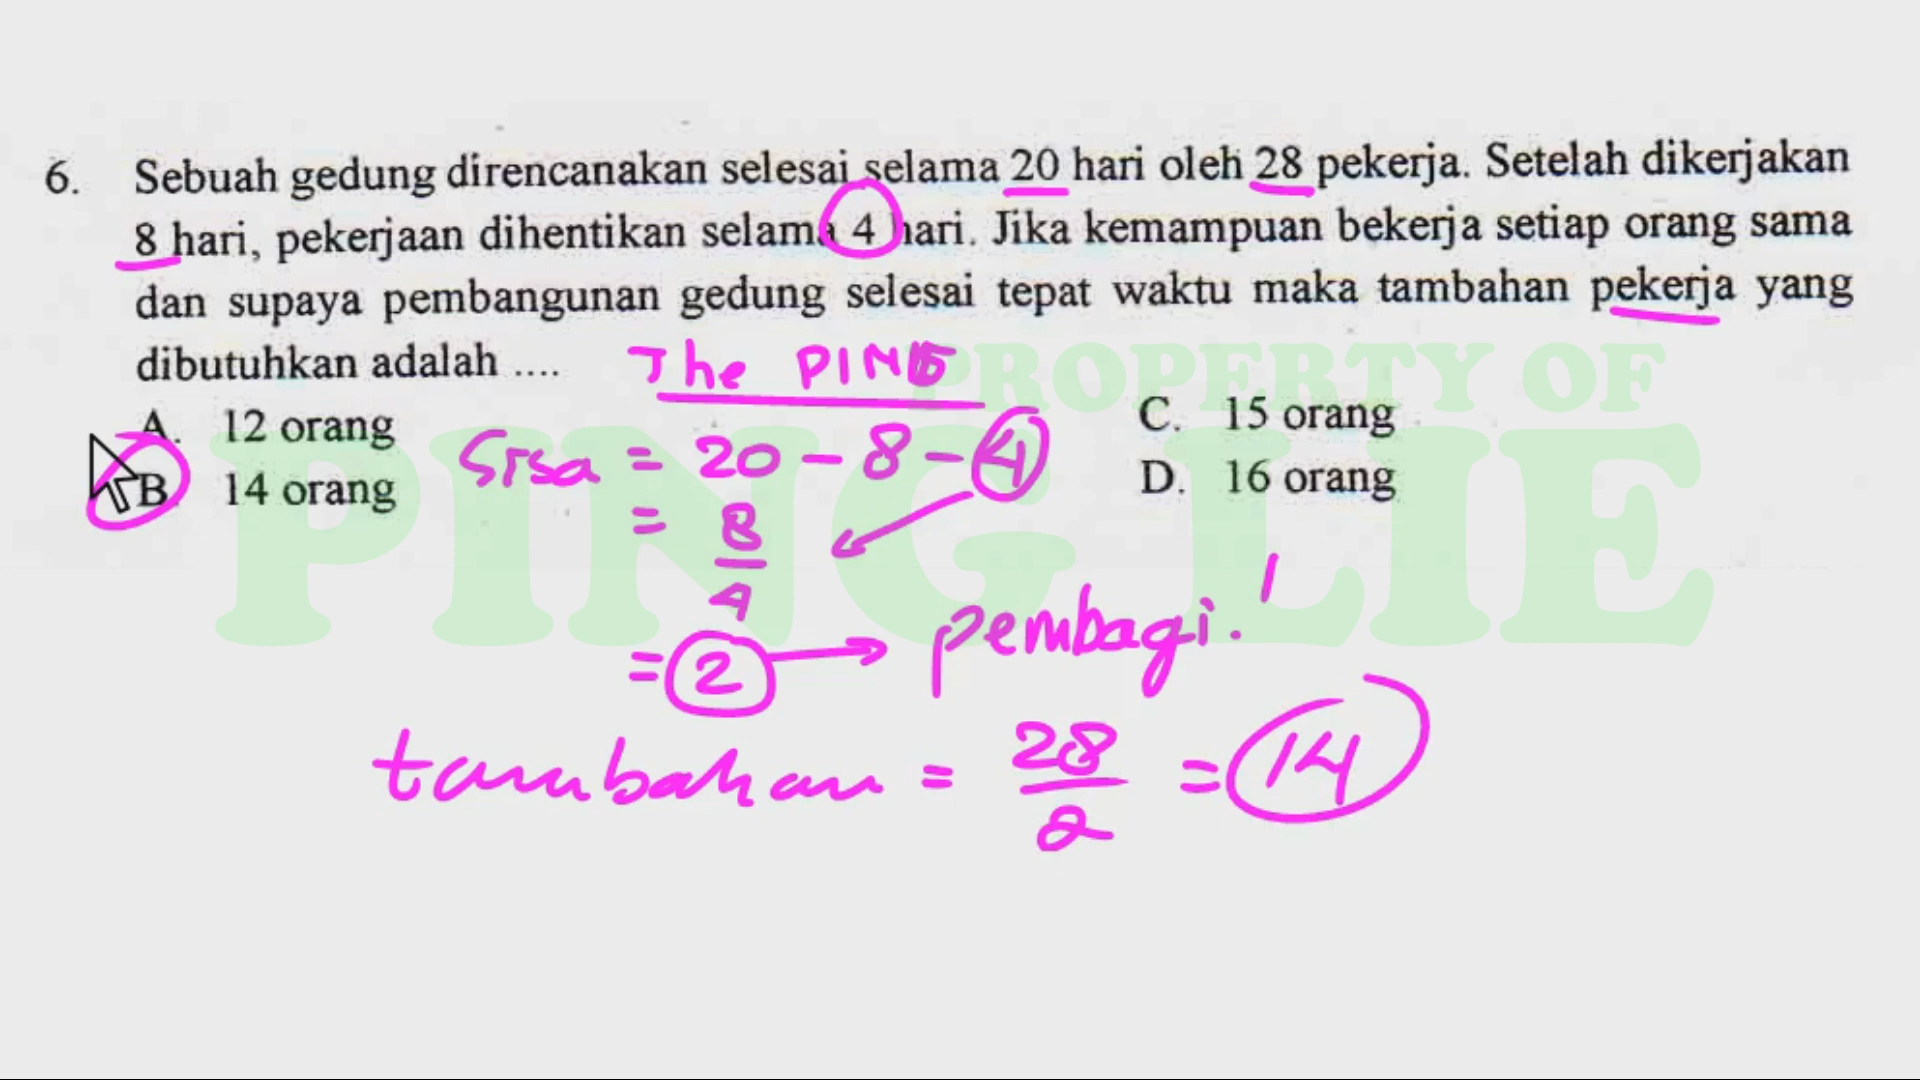 6. Sebuah gedung direncanakan selesai selama 20 hari oleh 28 pekerja. Setelah dikerjakan
8 hari, pekerjaan dihentikan selama 4 hari. Jika kemampuan bekerja setiap orang sama
dan supaya pembangunan gedung selesai tepat waktu maka tambahan pekerja yang
dibutuhkan adalah ....
The PING
PROPERTY OF
PING LIE
A. 12 orang
B. 14 orang
C. 15 orang
D. 16 orang
Sisa = 20 - 8 - 4
= 8
4
= 2 → pembagi. !
tambahan = 28/2 = 14